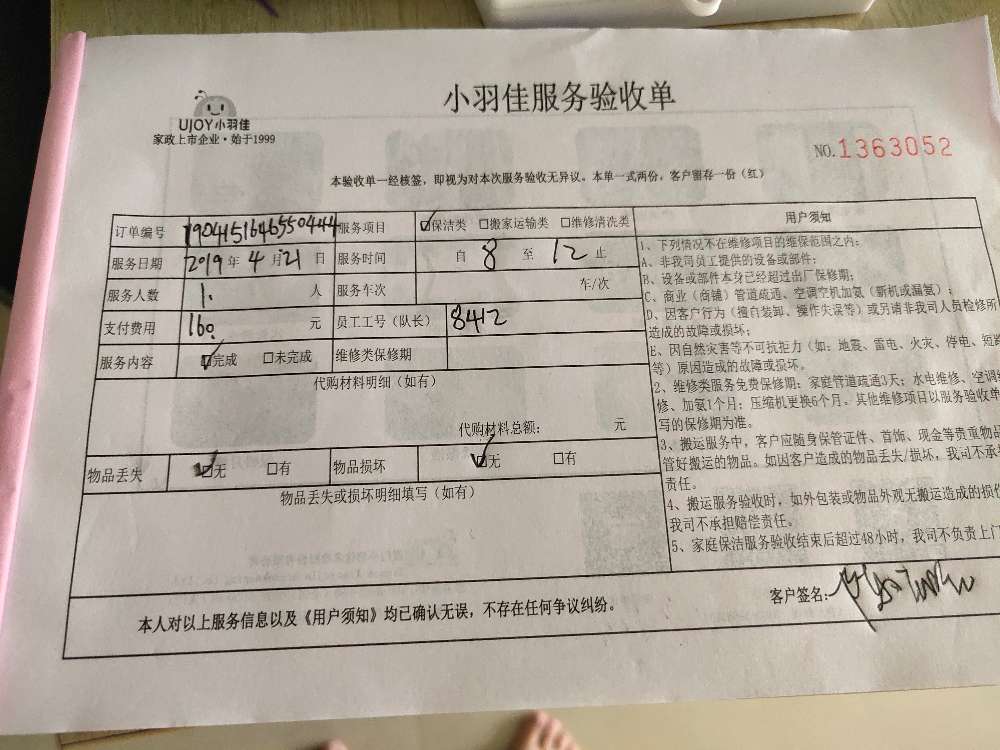 小羽佳服务验收单
UJOY小羽佳
家政上市企业·始于1999
NO.1363052
本验收单一经核签，即视为对本次服务验收无异议。本单一式两份，客户留存一份（红）
订单编号 1904151646550444 服务项目 ☑保洁类 □搬家运输类 □维修清洗类
服务日期 2019年4月21日 服务时间 自 8 至 12 止
服务人数 1. 人 服务车次 车/次
支付费用 160. 元 员工工号（队长） 8412
服务内容 ☑完成 □未完成 维修类保修期
代购材料明细（如有）
代购材料总额： 元
物品丢失 ☑无 □有 物品损坏 ☑无 □有
物品丢失或损坏明细填写（如有）
用户须知
1、下列情况不在维修项目的维保范围之内：
A、非我司员工提供的设备或部件；
B、设备或部件本身已经超过出厂保修期；
C、商业（商铺）管道疏通、空调空机加氨（新机或漏氨）；
D、因客户行为（擅自装卸、操作失误等）或另请非我司人员检修所
造成的故障或损坏；
E、因自然灾害等不可抗拒力（如：地震、雷电、火灾、停电、短路
等）原因造成的故障或损坏。
2、维修类服务免费保修期：家庭管道疏通3天；水电维修、空调维
修、加氨1个月；压缩机更换6个月。其他维修项目以服务验收单
写的保修期为准。
3、搬运服务中，客户应随身保管证件、首饰、现金等贵重物品
管好搬运的物品。如因客户造成的物品丢失/损坏，我司不承
责任。
4、搬运服务验收时，如外包装或物品外观无搬运造成的损伤
我司不承担赔偿责任。
5、家庭保洁服务验收结束后超过48小时，我司不负责上门
本人对以上服务信息以及《用户须知》均已确认无误，不存在任何争议纠纷。
客户签名：